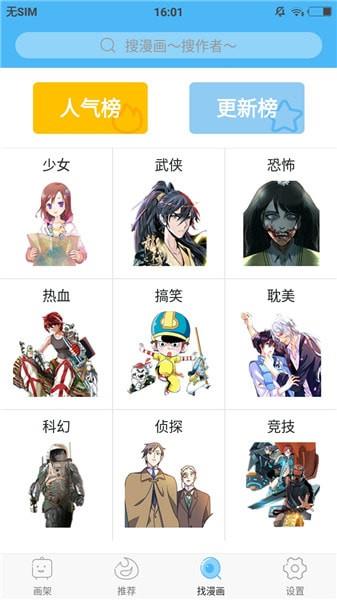 无SIM 16:01
搜漫画～搜作者～
人气榜 更新榜
少女 武侠 恐怖
热血 搞笑 耽美
科幻 侦探 竞技
画架 推荐 找漫画 设置